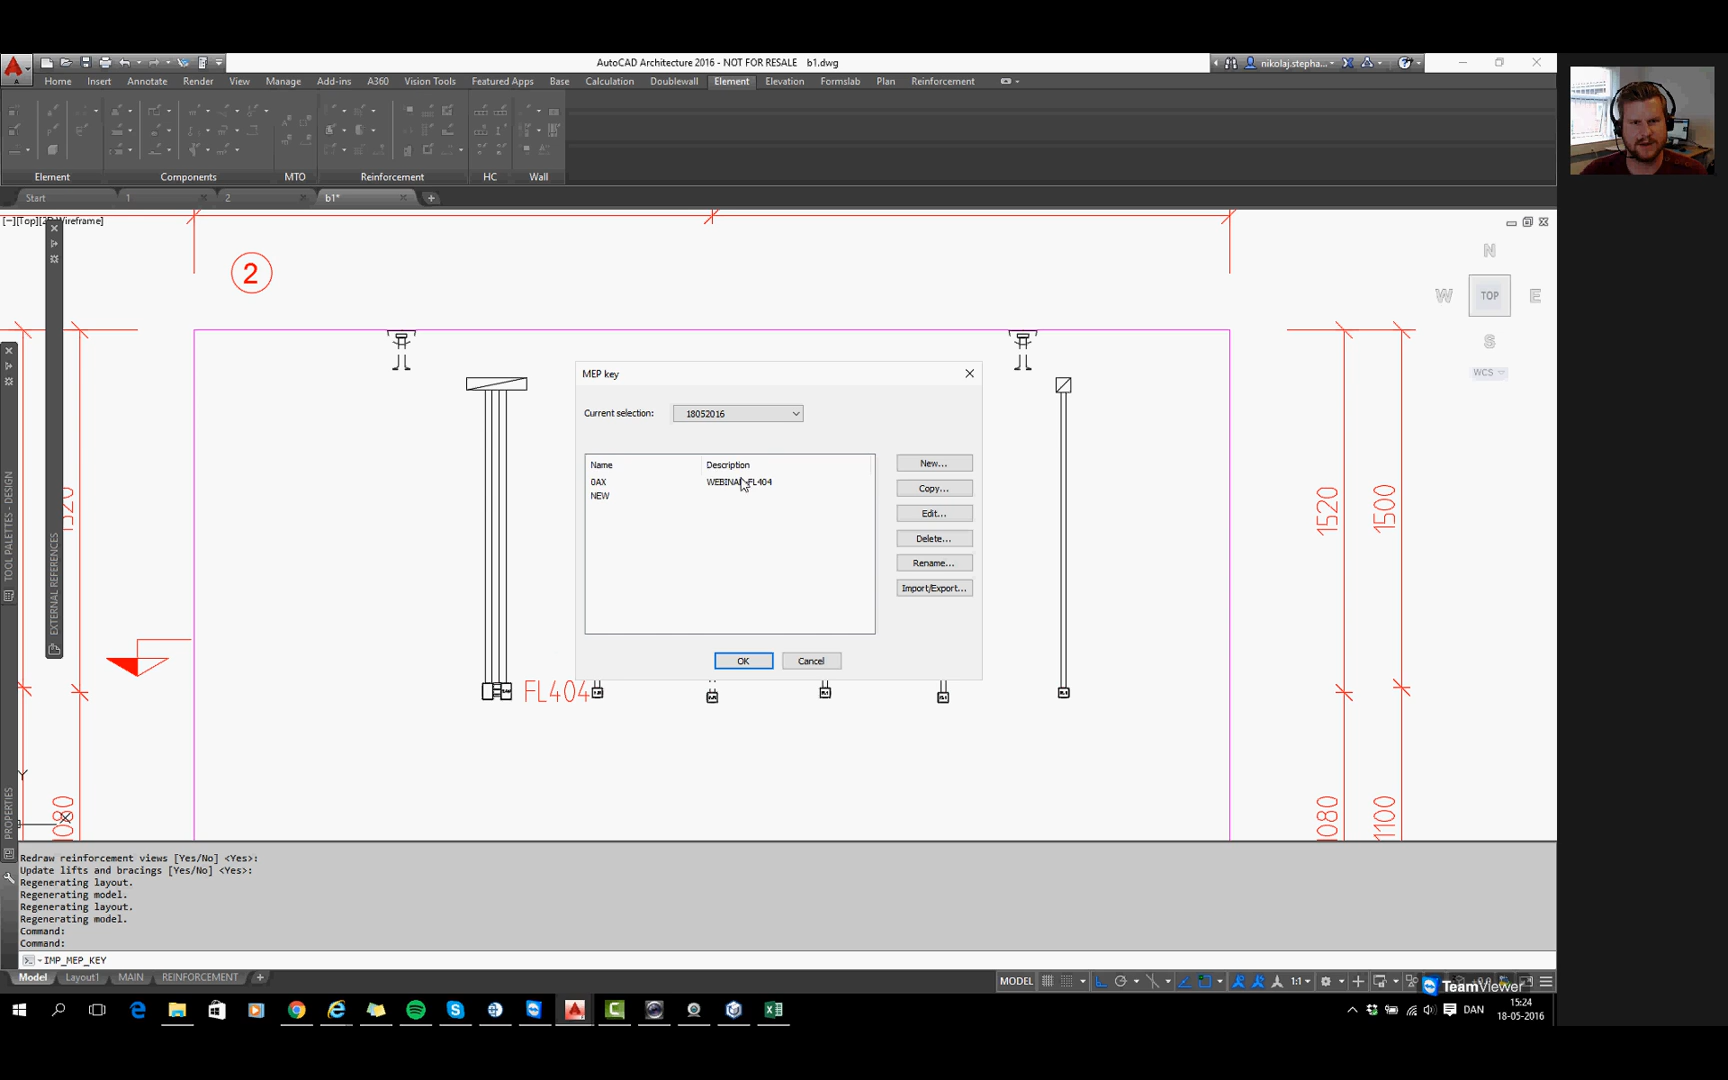 AutoCAD Architecture 2016 - NOT FOR RESALE b1.dwg
nikolaj.stepha...
Home Insert Annotate Render View Manage Add-ins A360 Vision Tools Featured Apps Base Calculation Doublewall Element Elevation Formslab Plan Reinforcement
Element Components MTO Reinforcement HC Wall
Start 1 2 b1*
[−][Top][2D Wireframe]
2
N
W TOP E
S
WCS
MEP key
Current selection: 18052016
Name Description
0AX WEBINAR FL404
NEW
New...
Copy...
Edit...
Delete...
Rename...
Import/Export...
OK Cancel
FL404
1520
1520
1500
1080
1080
1100
TOOL PALETTES - DESIGN
EXTERNAL REFERENCES
PROPERTIES
Y
X
Redraw reinforcement views [Yes/No] <Yes>:
Update lifts and bracings [Yes/No] <Yes>:
Regenerating layout.
Regenerating model.
Regenerating layout.
Regenerating model.
Command:
Command:
IMP_MEP_KEY
Model Layout1 MAIN REINFORCEMENT
MODEL 1:1
TeamViewer
DAN
15:24
18-05-2016